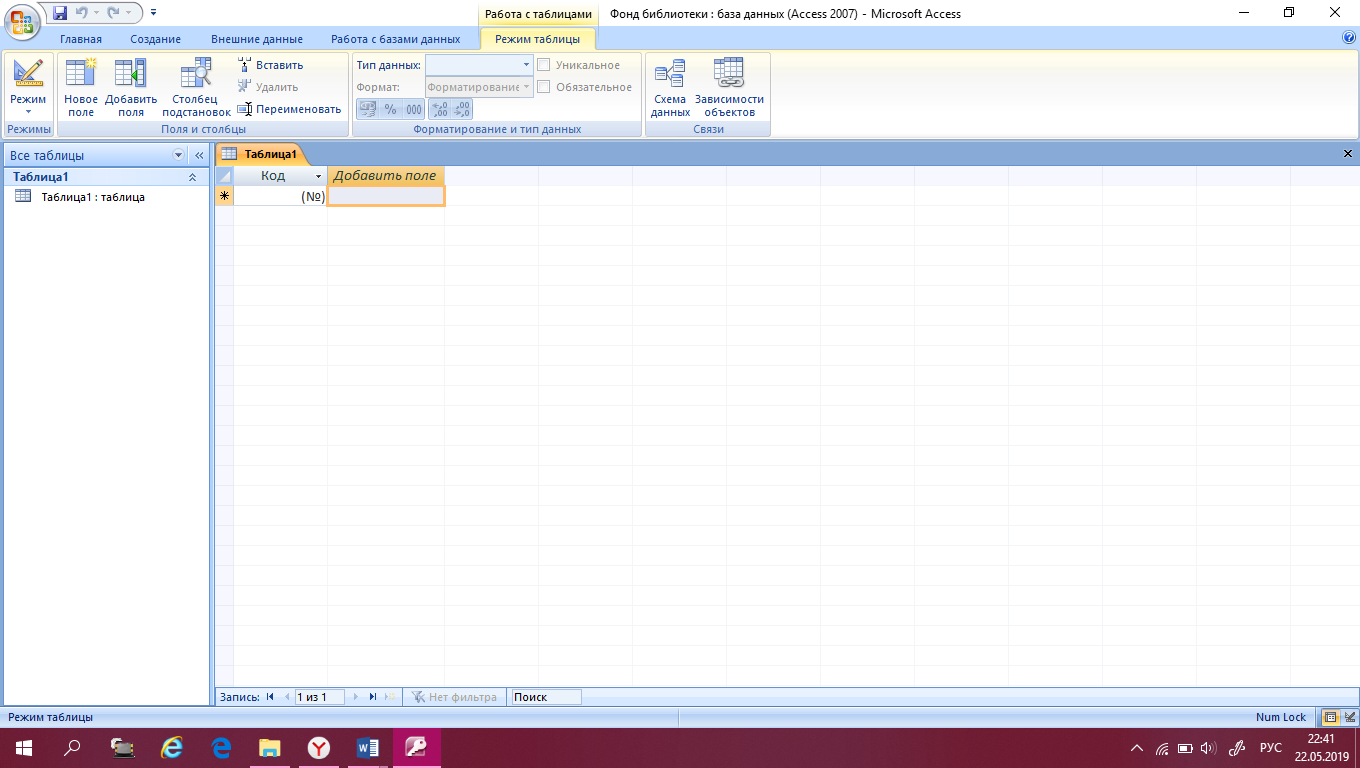 Работа с таблицами
Фонд библиотеки : база данных (Access 2007) - Microsoft Access
Главная
Создание
Внешние данные
Работа с базами данных
Режим таблицы
Режим
Режимы
Новое поле
Добавить поля
Столбец подстановок
Вставить
Удалить
Переименовать
Поля и столбцы
Тип данных:
Формат:
Форматирование
% 000
,00
,00
Уникальное
Обязательное
Форматирование и тип данных
Схема данных
Зависимости объектов
Связи
Все таблицы
Таблица1
Таблица1 : таблица
Таблица1
Код
Добавить поле
(№)
Запись:
1 из 1
Нет фильтра
Поиск
Режим таблицы
Num Lock
РУС
22:41
22.05.2019